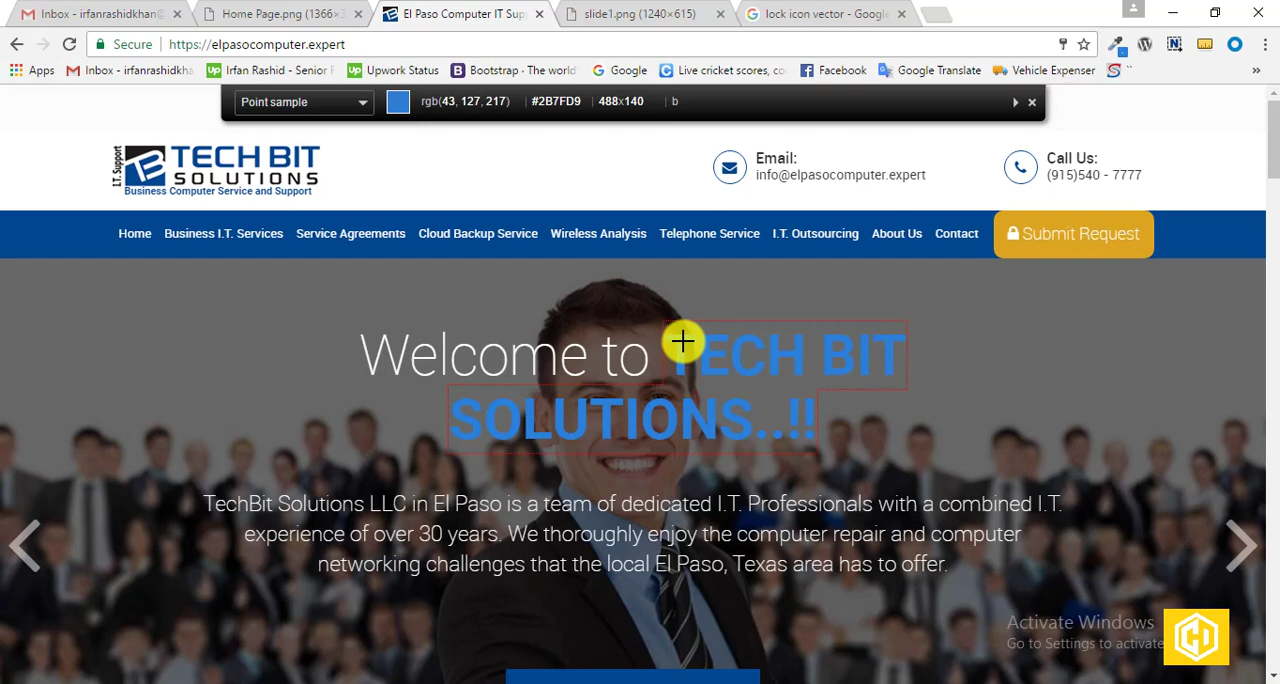 Inbox - irfanrashidkhan@
Home Page.png (1366×3
El Paso Computer IT Sup
slide1.png (1240×615)
lock icon vector - Google
Secure
https://elpasocomputer.expert
Apps
Inbox - irfanrashidkha
Irfan Rashid - Senior F
Upwork Status
Bootstrap · The world
Google
Live cricket scores, co
Facebook
Google Translate
Vehicle Expenser
Point sample
rgb(43, 127, 217)
#2B7FD9
488x140
b
I.T. Support
TECH BIT
SOLUTIONS
Business Computer Service and Support
Email:
info@elpasocomputer.expert
Call Us:
(915)540 - 7777
Home
Business I.T. Services
Service Agreements
Cloud Backup Service
Wireless Analysis
Telephone Service
I.T. Outsourcing
About Us
Contact
Submit Request
Welcome to TECH BIT
SOLUTIONS..!!
TechBit Solutions LLC in El Paso is a team of dedicated I.T. Professionals with a combined I.T.
experience of over 30 years. We thoroughly enjoy the computer repair and computer
networking challenges that the local El Paso, Texas area has to offer.
Activate Windows
Go to Settings to activate